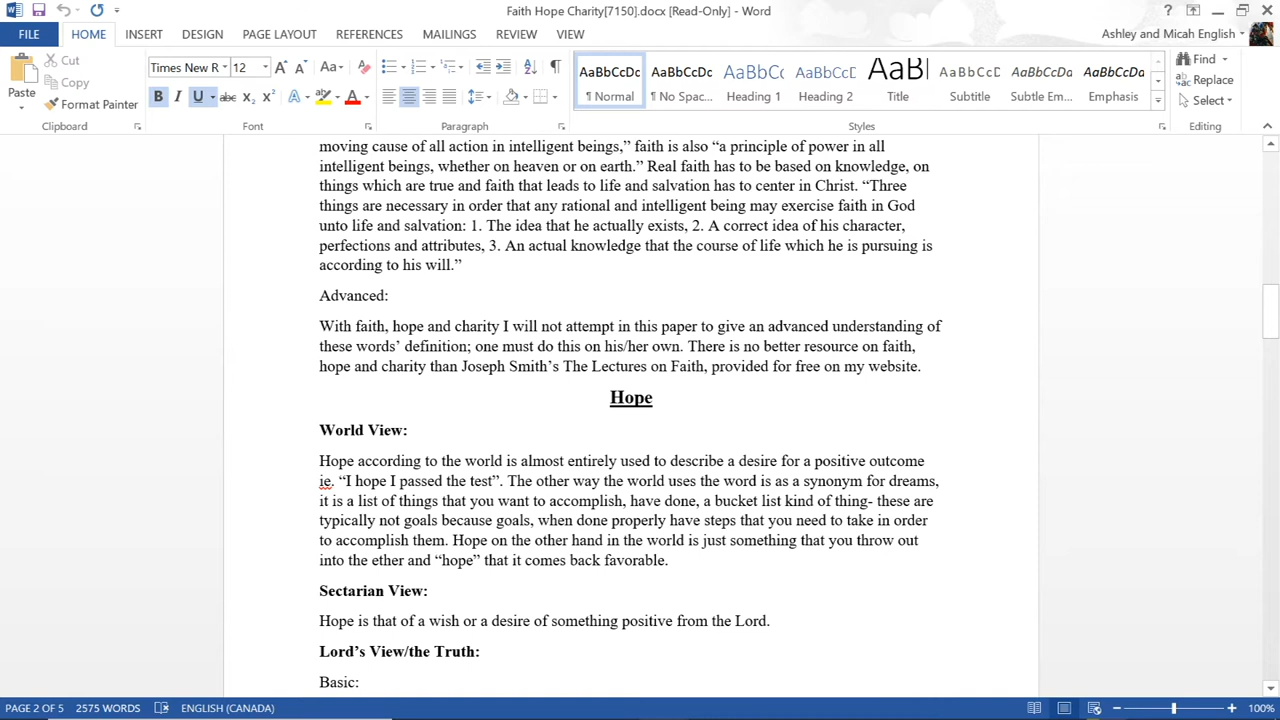 Faith Hope Charity[7150].docx [Read-Only] - Word
FILE HOME INSERT DESIGN PAGE LAYOUT REFERENCES MAILINGS REVIEW VIEW Ashley and Micah English
Paste
Cut
Copy
Format Painter
Times New R 12
AaBbCcDc AaBbCcDc AaBbCc AaBbCcD AaBl AaBbCcD AaBbCcDc AaBbCcDc
¶ Normal ¶ No Spac... Heading 1 Heading 2 Title Subtitle Subtle Em... Emphasis
Find
Replace
Select
Clipboard Font Paragraph Styles Editing
moving cause of all action in intelligent beings,” faith is also “a principle of power in all
intelligent beings, whether on heaven or on earth.” Real faith has to be based on knowledge, on
things which are true and faith that leads to life and salvation has to center in Christ. “Three
things are necessary in order that any rational and intelligent being may exercise faith in God
unto life and salvation: 1. The idea that he actually exists, 2. A correct idea of his character,
perfections and attributes, 3. An actual knowledge that the course of life which he is pursuing is
according to his will.”
Advanced:
With faith, hope and charity I will not attempt in this paper to give an advanced understanding of
these words’ definition; one must do this on his/her own. There is no better resource on faith,
hope and charity than Joseph Smith’s The Lectures on Faith, provided for free on my website.
Hope
World View:
Hope according to the world is almost entirely used to describe a desire for a positive outcome
ie. “I hope I passed the test”. The other way the world uses the word is as a synonym for dreams,
it is a list of things that you want to accomplish, have done, a bucket list kind of thing- these are
typically not goals because goals, when done properly have steps that you need to take in order
to accomplish them. Hope on the other hand in the world is just something that you throw out
into the ether and “hope” that it comes back favorable.
Sectarian View:
Hope is that of a wish or a desire of something positive from the Lord.
Lord’s View/the Truth:
Basic:
PAGE 2 OF 5 2575 WORDS ENGLISH (CANADA) 100%